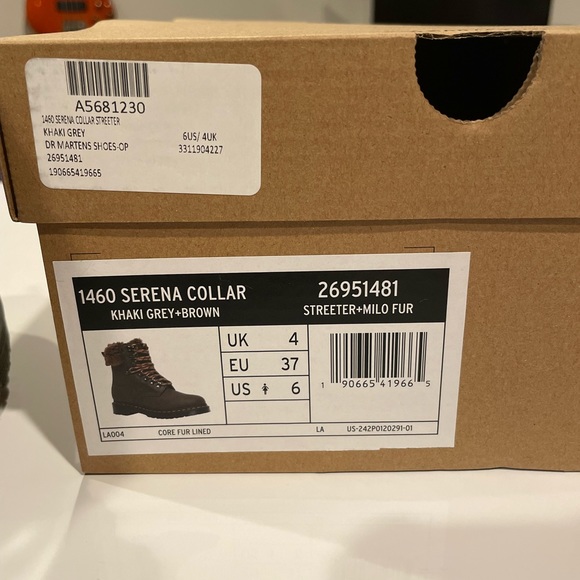 A5681230
1460 SERENA COLLAR STREETER
KHAKI GREY 6US/ 4UK
DR MARTENS SHOES-OP 3311904227
26951481
190665419665
1460 SERENA COLLAR 26951481
KHAKI GREY+BROWN STREETER+MILO FUR
UK 4
EU 37
US 6
1 90665 41966 5
LA004 CORE FUR LINED LA US-242P0120291-01